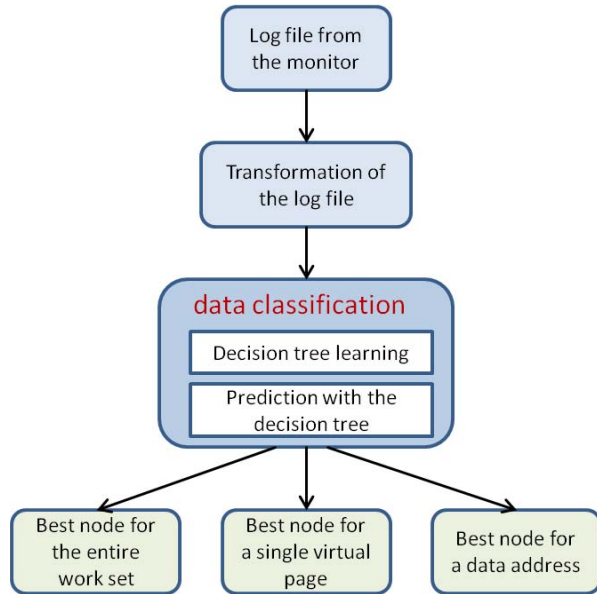 Log file from
the monitor
Transformation of
the log file
data classification
Decision tree learning
Prediction with the
decision tree
Best node for
the entire
work set
Best node for
a single virtual
page
Best node for
a data address